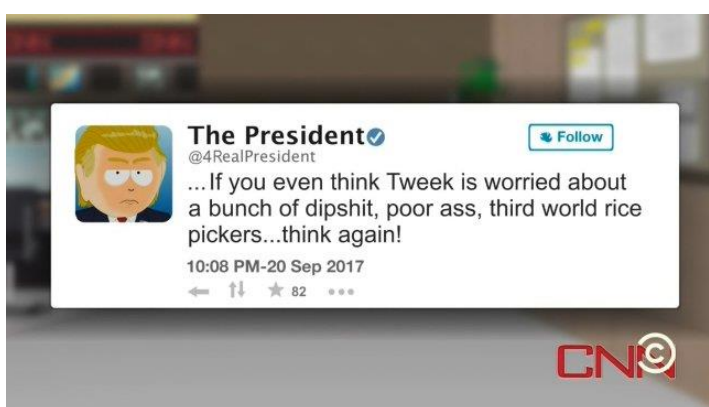 The President
@4RealPresident
Follow
...If you even think Tweek is worried about
a bunch of dipshit, poor ass, third world rice
pickers...think again!
10:08 PM-20 Sep 2017
82
CNN